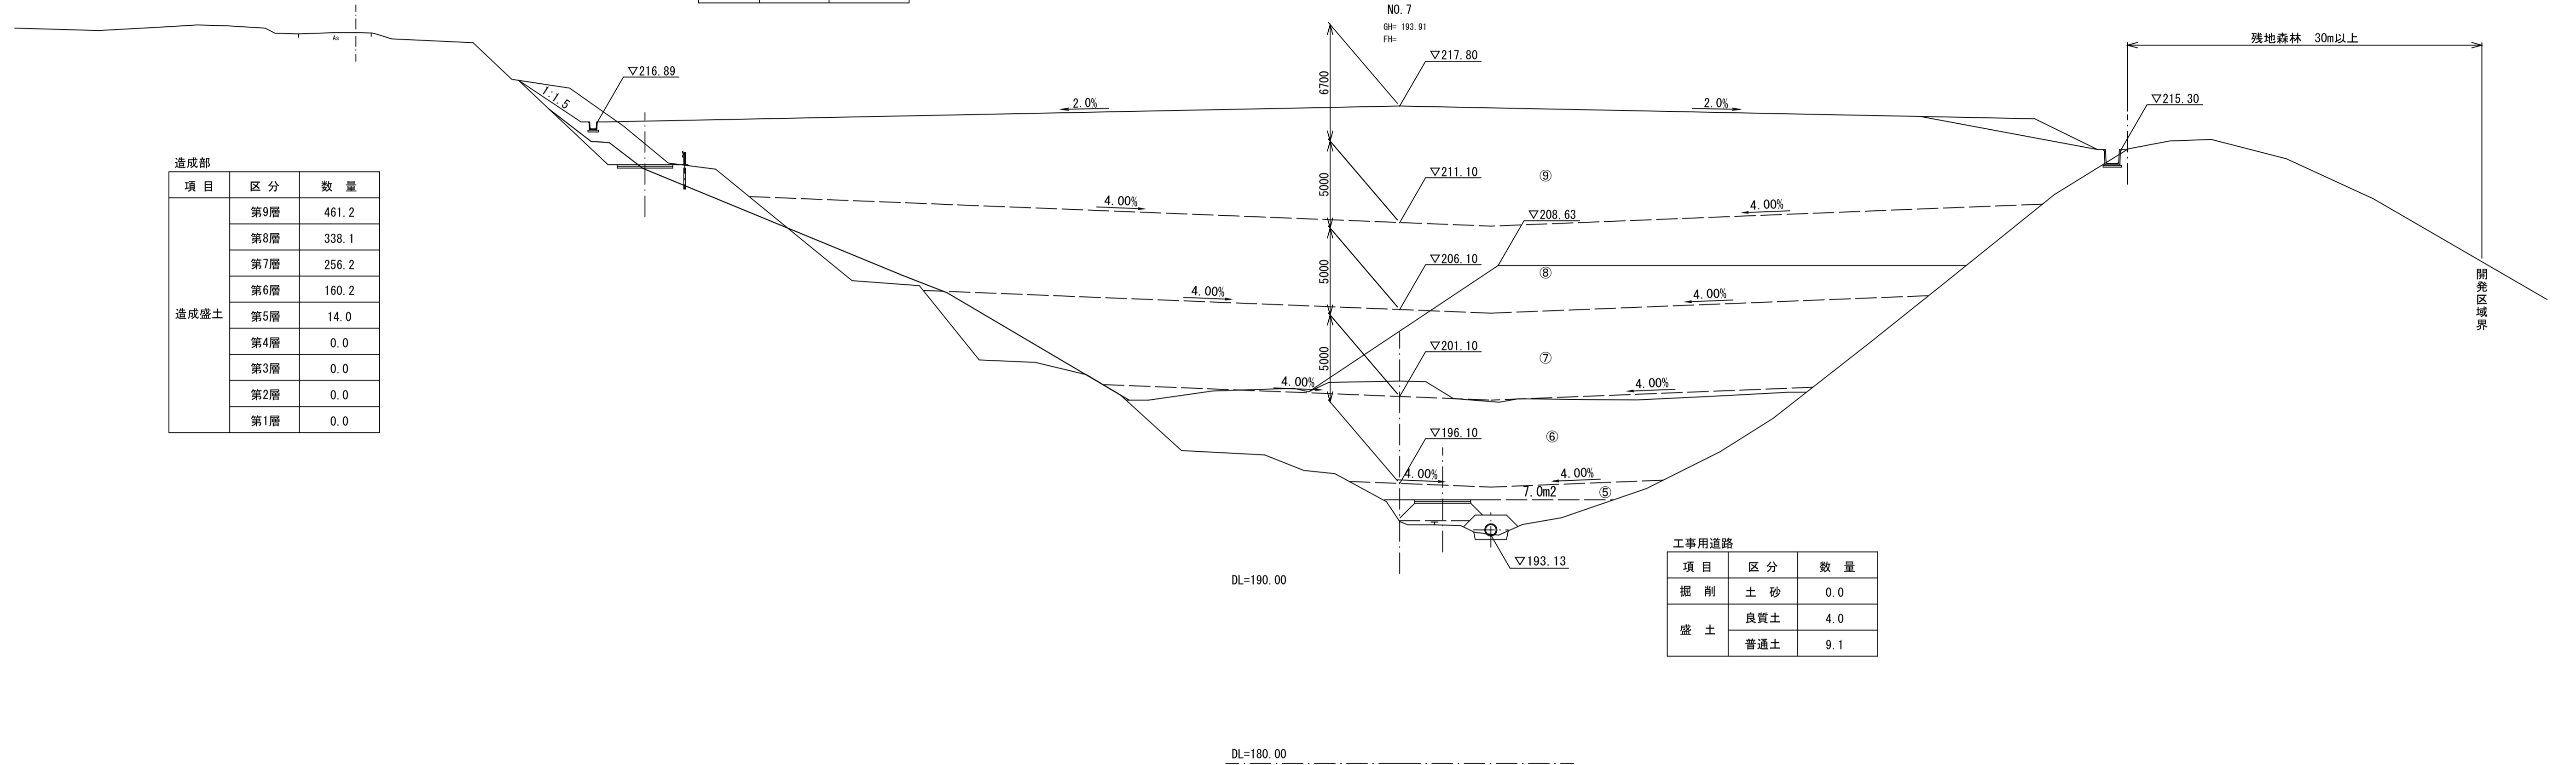 NO.7
GH= 193.91
FH=
As
残地森林　30m以上
▽217.80
▽216.89
1:1.5
6700
2.0%
2.0%
▽215.30
造成部
項 目 区 分 数 量
造成盛土
第9層 461.2
第8層 338.1
第7層 256.2
第6層 160.2
第5層 14.0
第4層 0.0
第3層 0.0
第2層 0.0
第1層 0.0
▽211.10
⑨
5000
4.00%
4.00%
▽208.63
▽206.10
⑧
5000
4.00%
4.00%
開発区域界
▽201.10
⑦
5000
4.00%
4.00%
▽196.10
⑥
4.00%
4.00%
7.0m2
⑤
▽193.13
DL=190.00
工事用道路
項 目 区 分 数 量
掘 削 土 砂 0.0
盛 土 良質土 4.0
普通土 9.1
DL=180.00